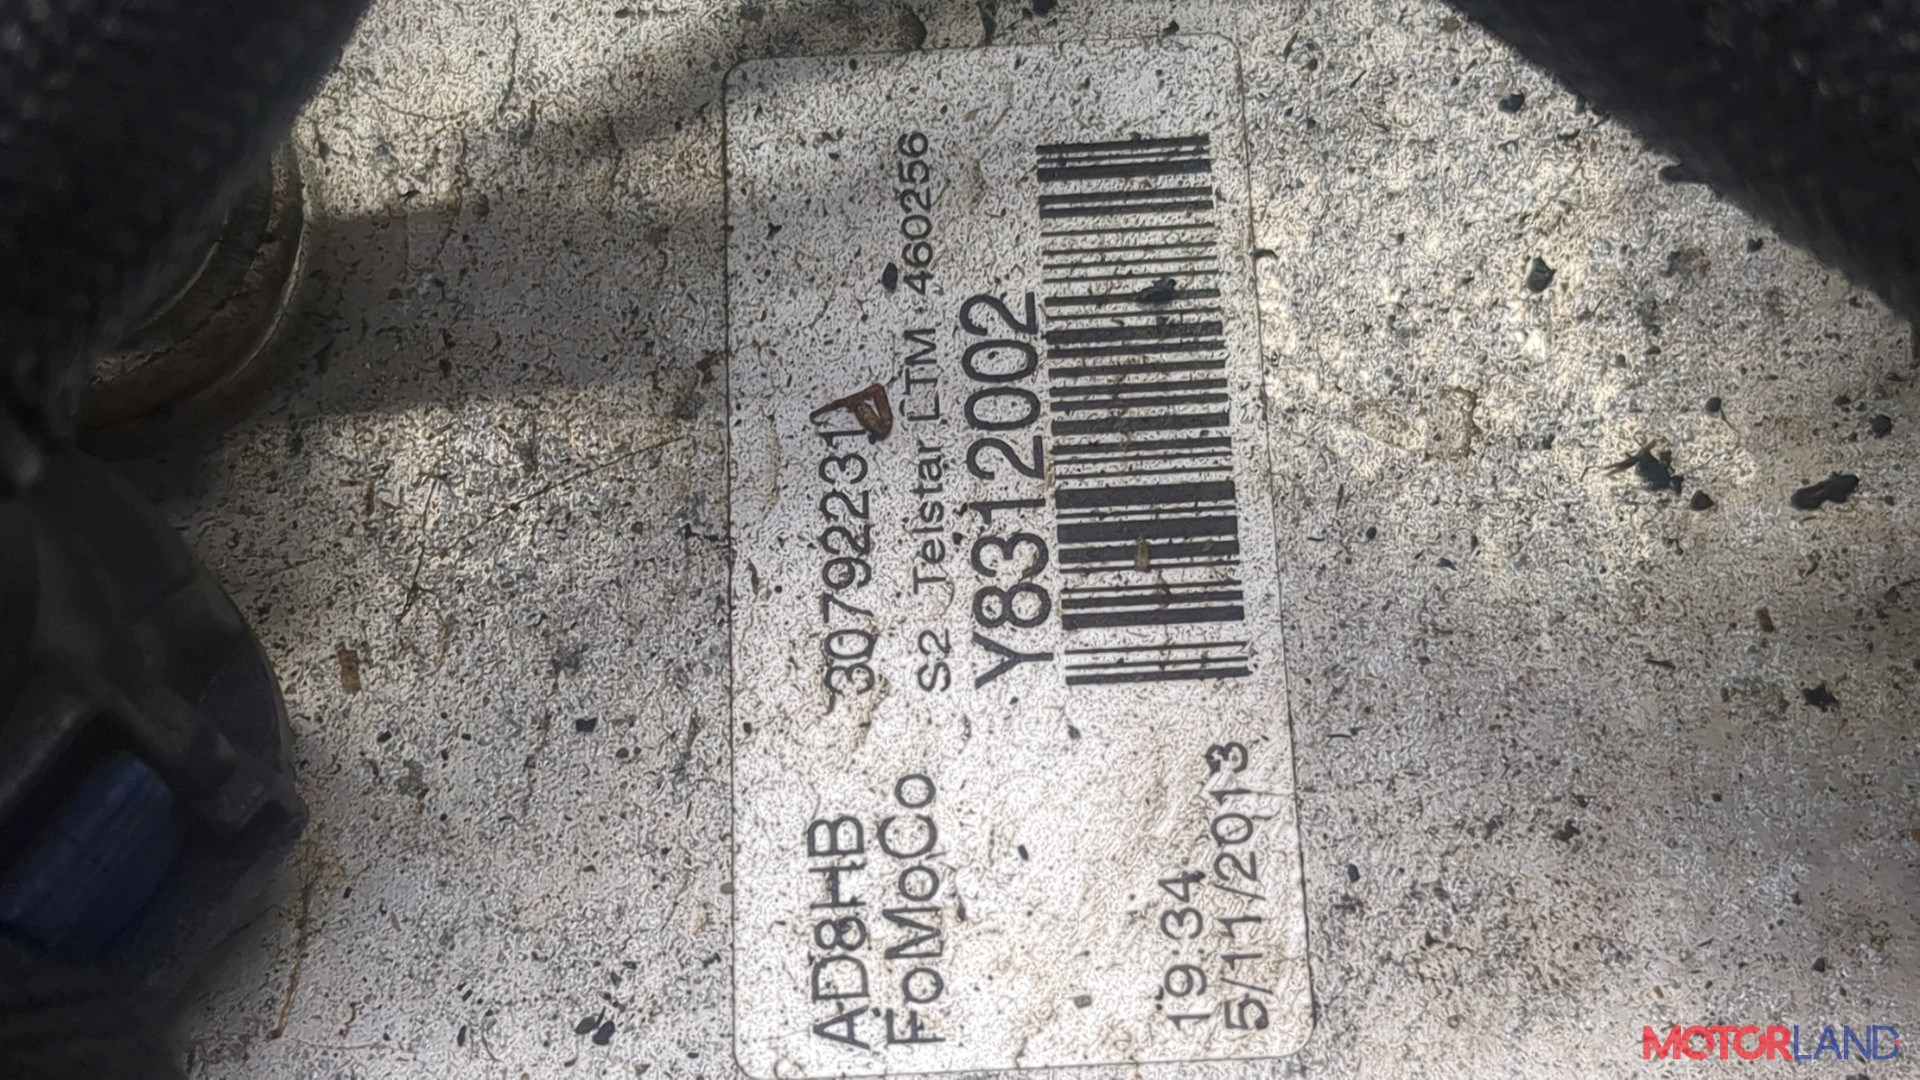 AD8HB 30792231
FoMoCo S2 Telstar LTM 460256
Y8312002
19:34
5/11/2013
MOTORLAND